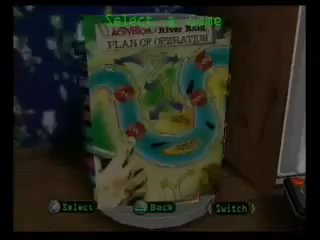 Select a Game
ACTIVISION River Raid
PLAN OF OPERATION
Select
Back
Switch